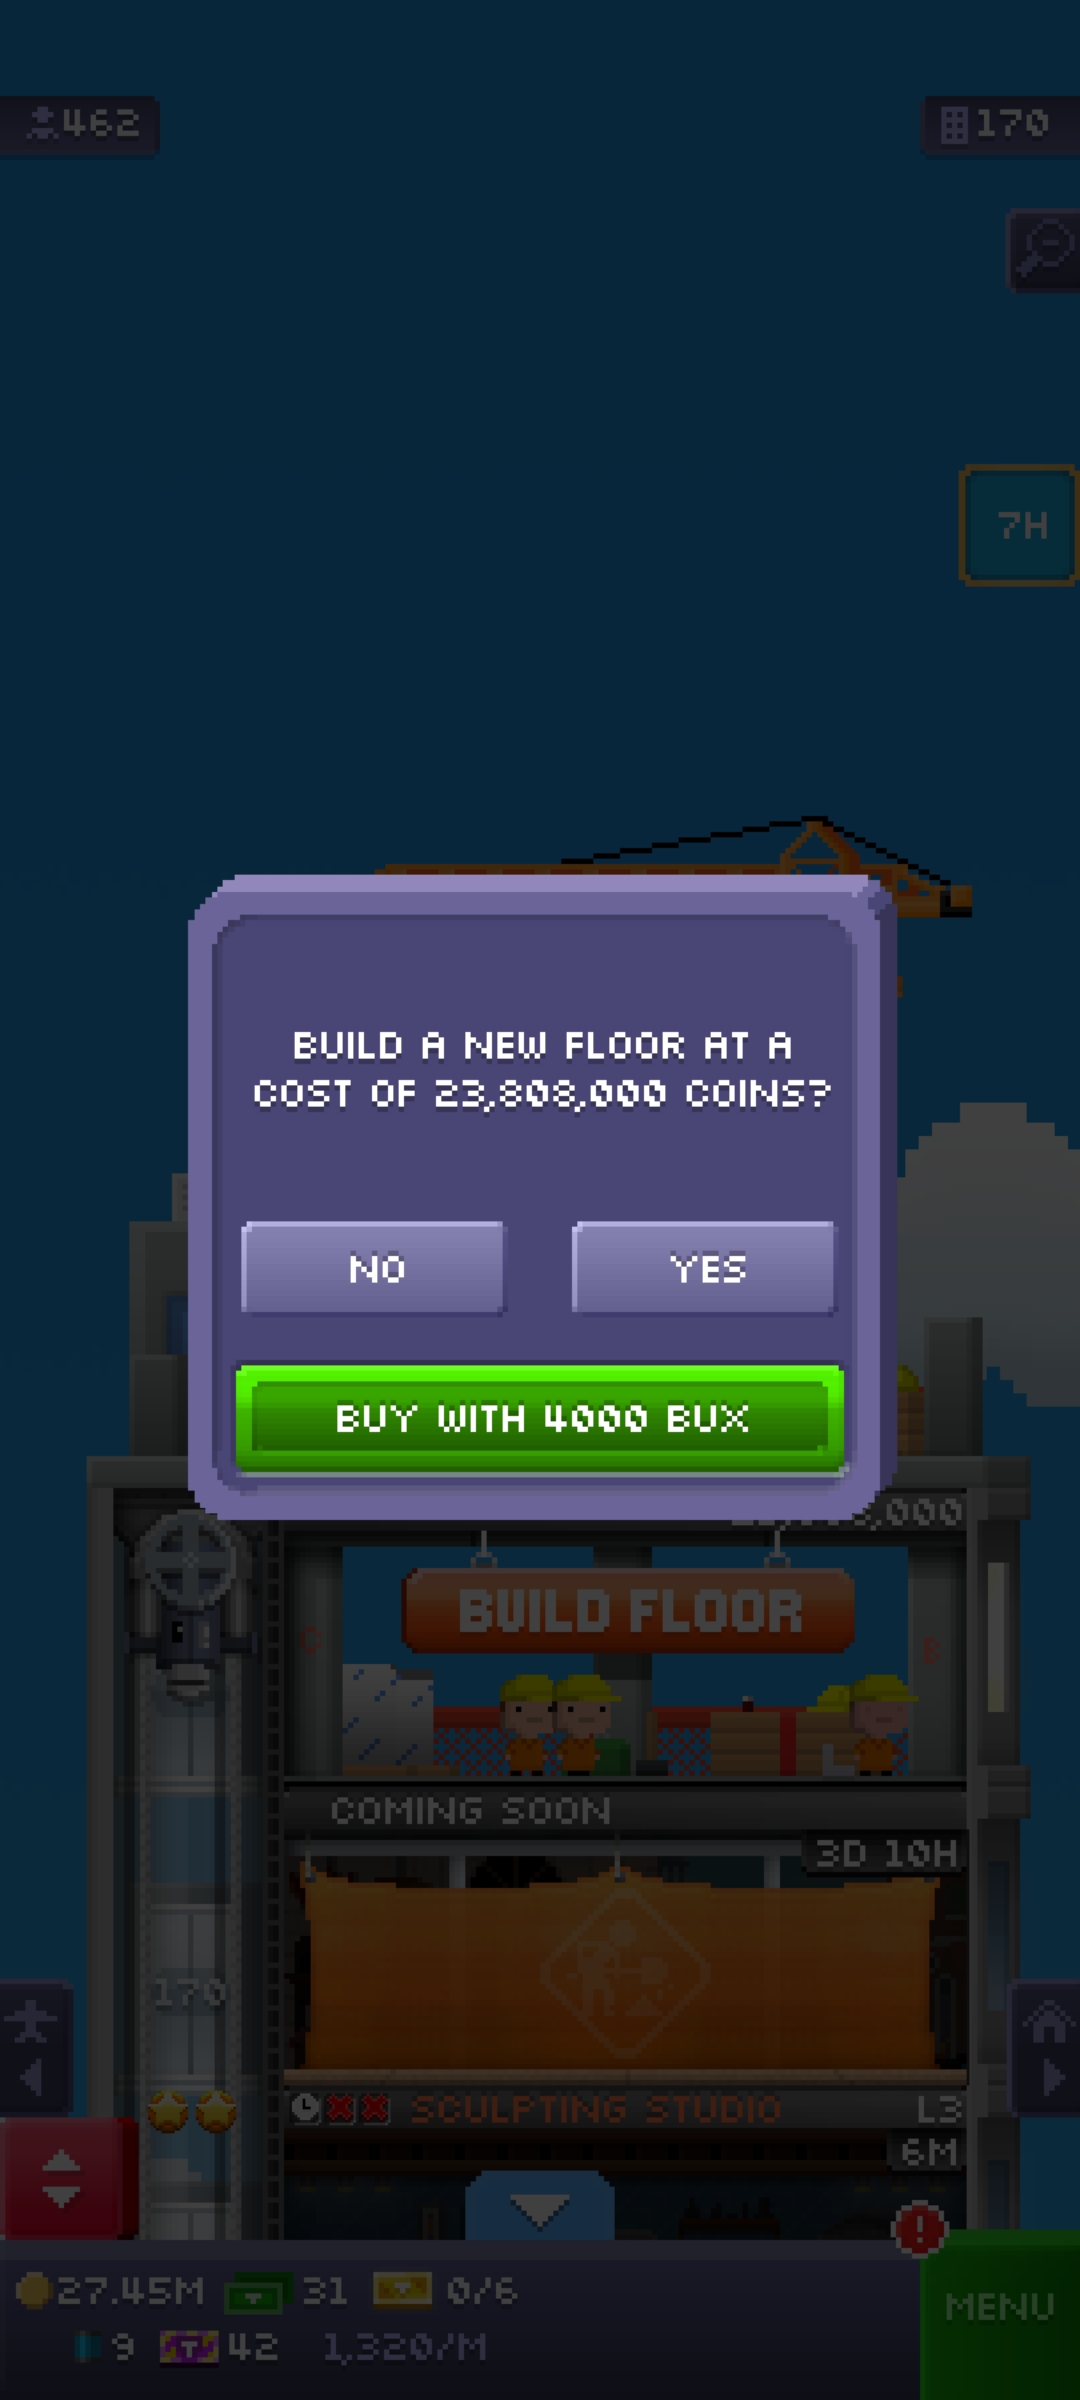 462
170
7H
BUILD A NEW FLOOR AT A
COST OF 23,808,000 COINS?
NO
YES
BUY WITH 4000 BUX
BUILD FLOOR
C
B
COMING SOON
3D 10H
170
SCULPTING STUDIO
L3
6M
27.45M
31
0/6
MENU
9
T
42
1,320/M